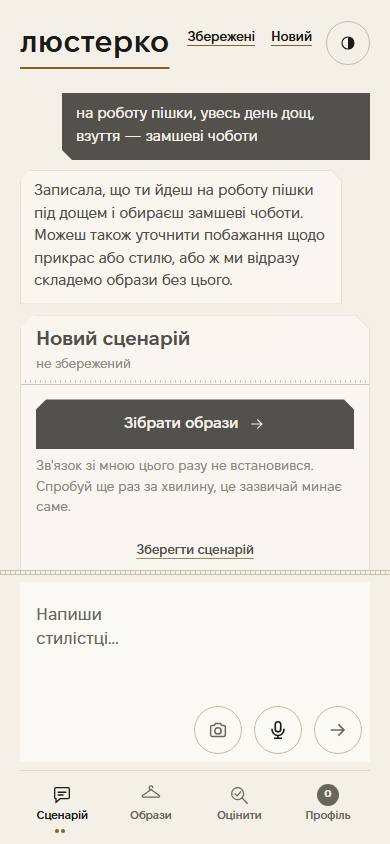 люстерко
Збережені
Новий
на роботу пішки, увесь день дощ,
взуття — замшеві чоботи
Записала, що ти йдеш на роботу пішки
під дощем і обираєш замшеві чоботи.
Можеш також уточнити побажання щодо
прикрас або стилю, або ж ми відразу
складемо образи без цього.
Новий сценарій
не збережений
Зібрати образи →
Зв'язок зі мною цього разу не встановився.
Спробуй ще раз за хвилину, це зазвичай минає
саме.
Зберегти сценарій
Напиши
стилістці...
Сценарій
Образи
Оцінити
О
Профіль